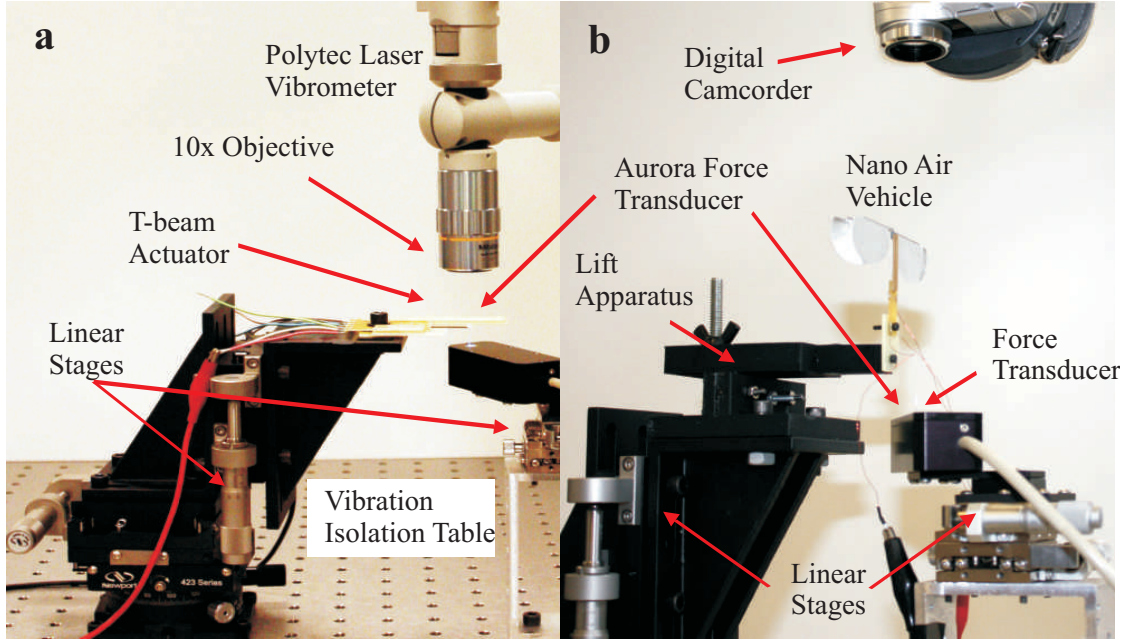 a
Polytec Laser
Vibrometer
10x Objective
T-beam
Actuator
Linear
Stages
Vibration
Isolation Table
Newport
423 Series
b
Digital
Camcorder
Aurora Force
Transducer
Nano Air
Vehicle
Lift
Apparatus
Force
Transducer
Linear
Stages